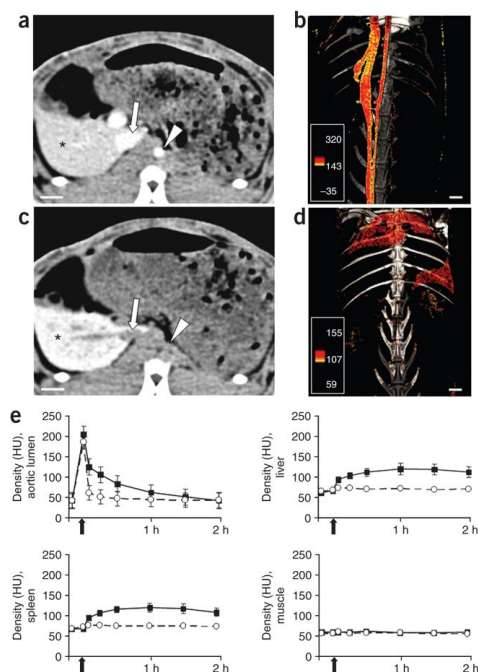 a
b
*
320
143
–35
c
d
*
155
107
59
e
Density (HU),
aortic lumen
250
200
150
100
50
0
1 h
2 h
Density (HU),
liver
250
200
150
100
50
0
1 h
2 h
Density (HU),
spleen
250
200
150
100
50
0
1 h
2 h
Density (HU),
muscle
250
200
150
100
50
0
1 h
2 h